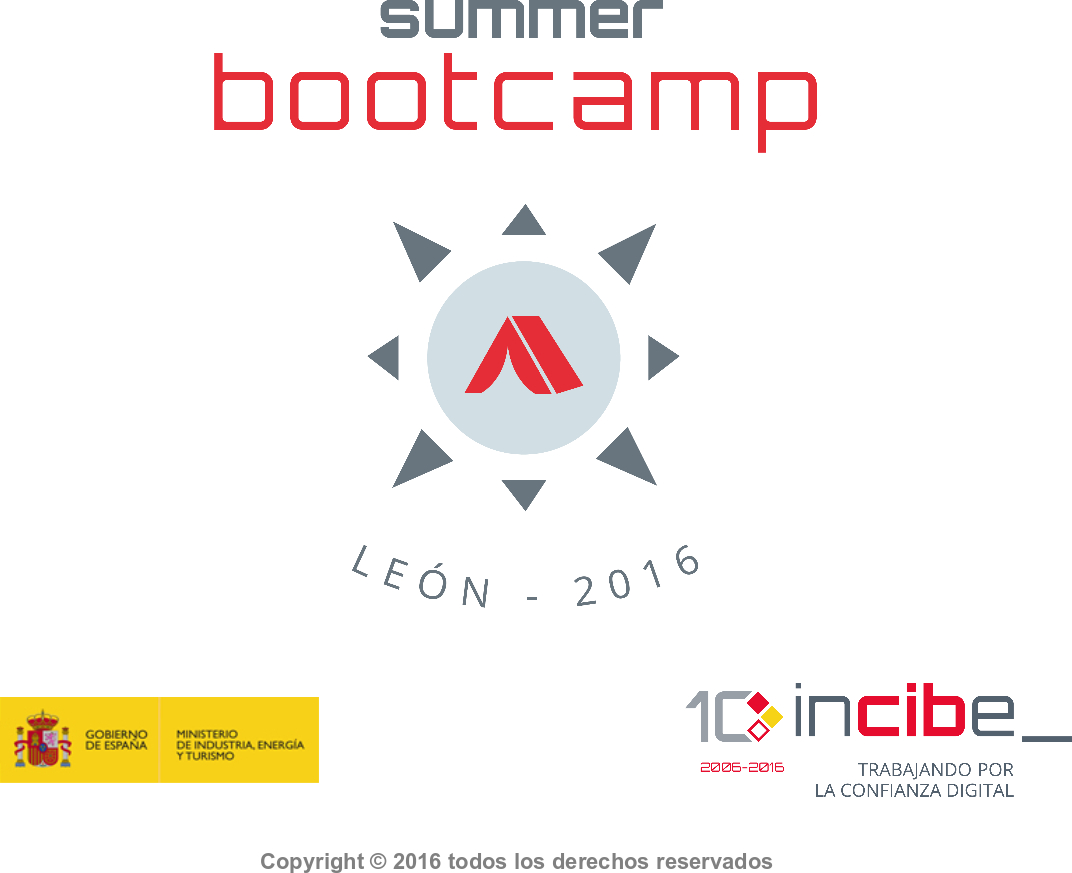 summer
bootcamp
LEÓN - 2016
GOBIERNO
DE ESPAÑA
MINISTERIO
DE INDUSTRIA, ENERGÍA
Y TURISMO
10 incibe_
2006-2016
TRABAJANDO POR
LA CONFIANZA DIGITAL
Copyright © 2016 todos los derechos reservados